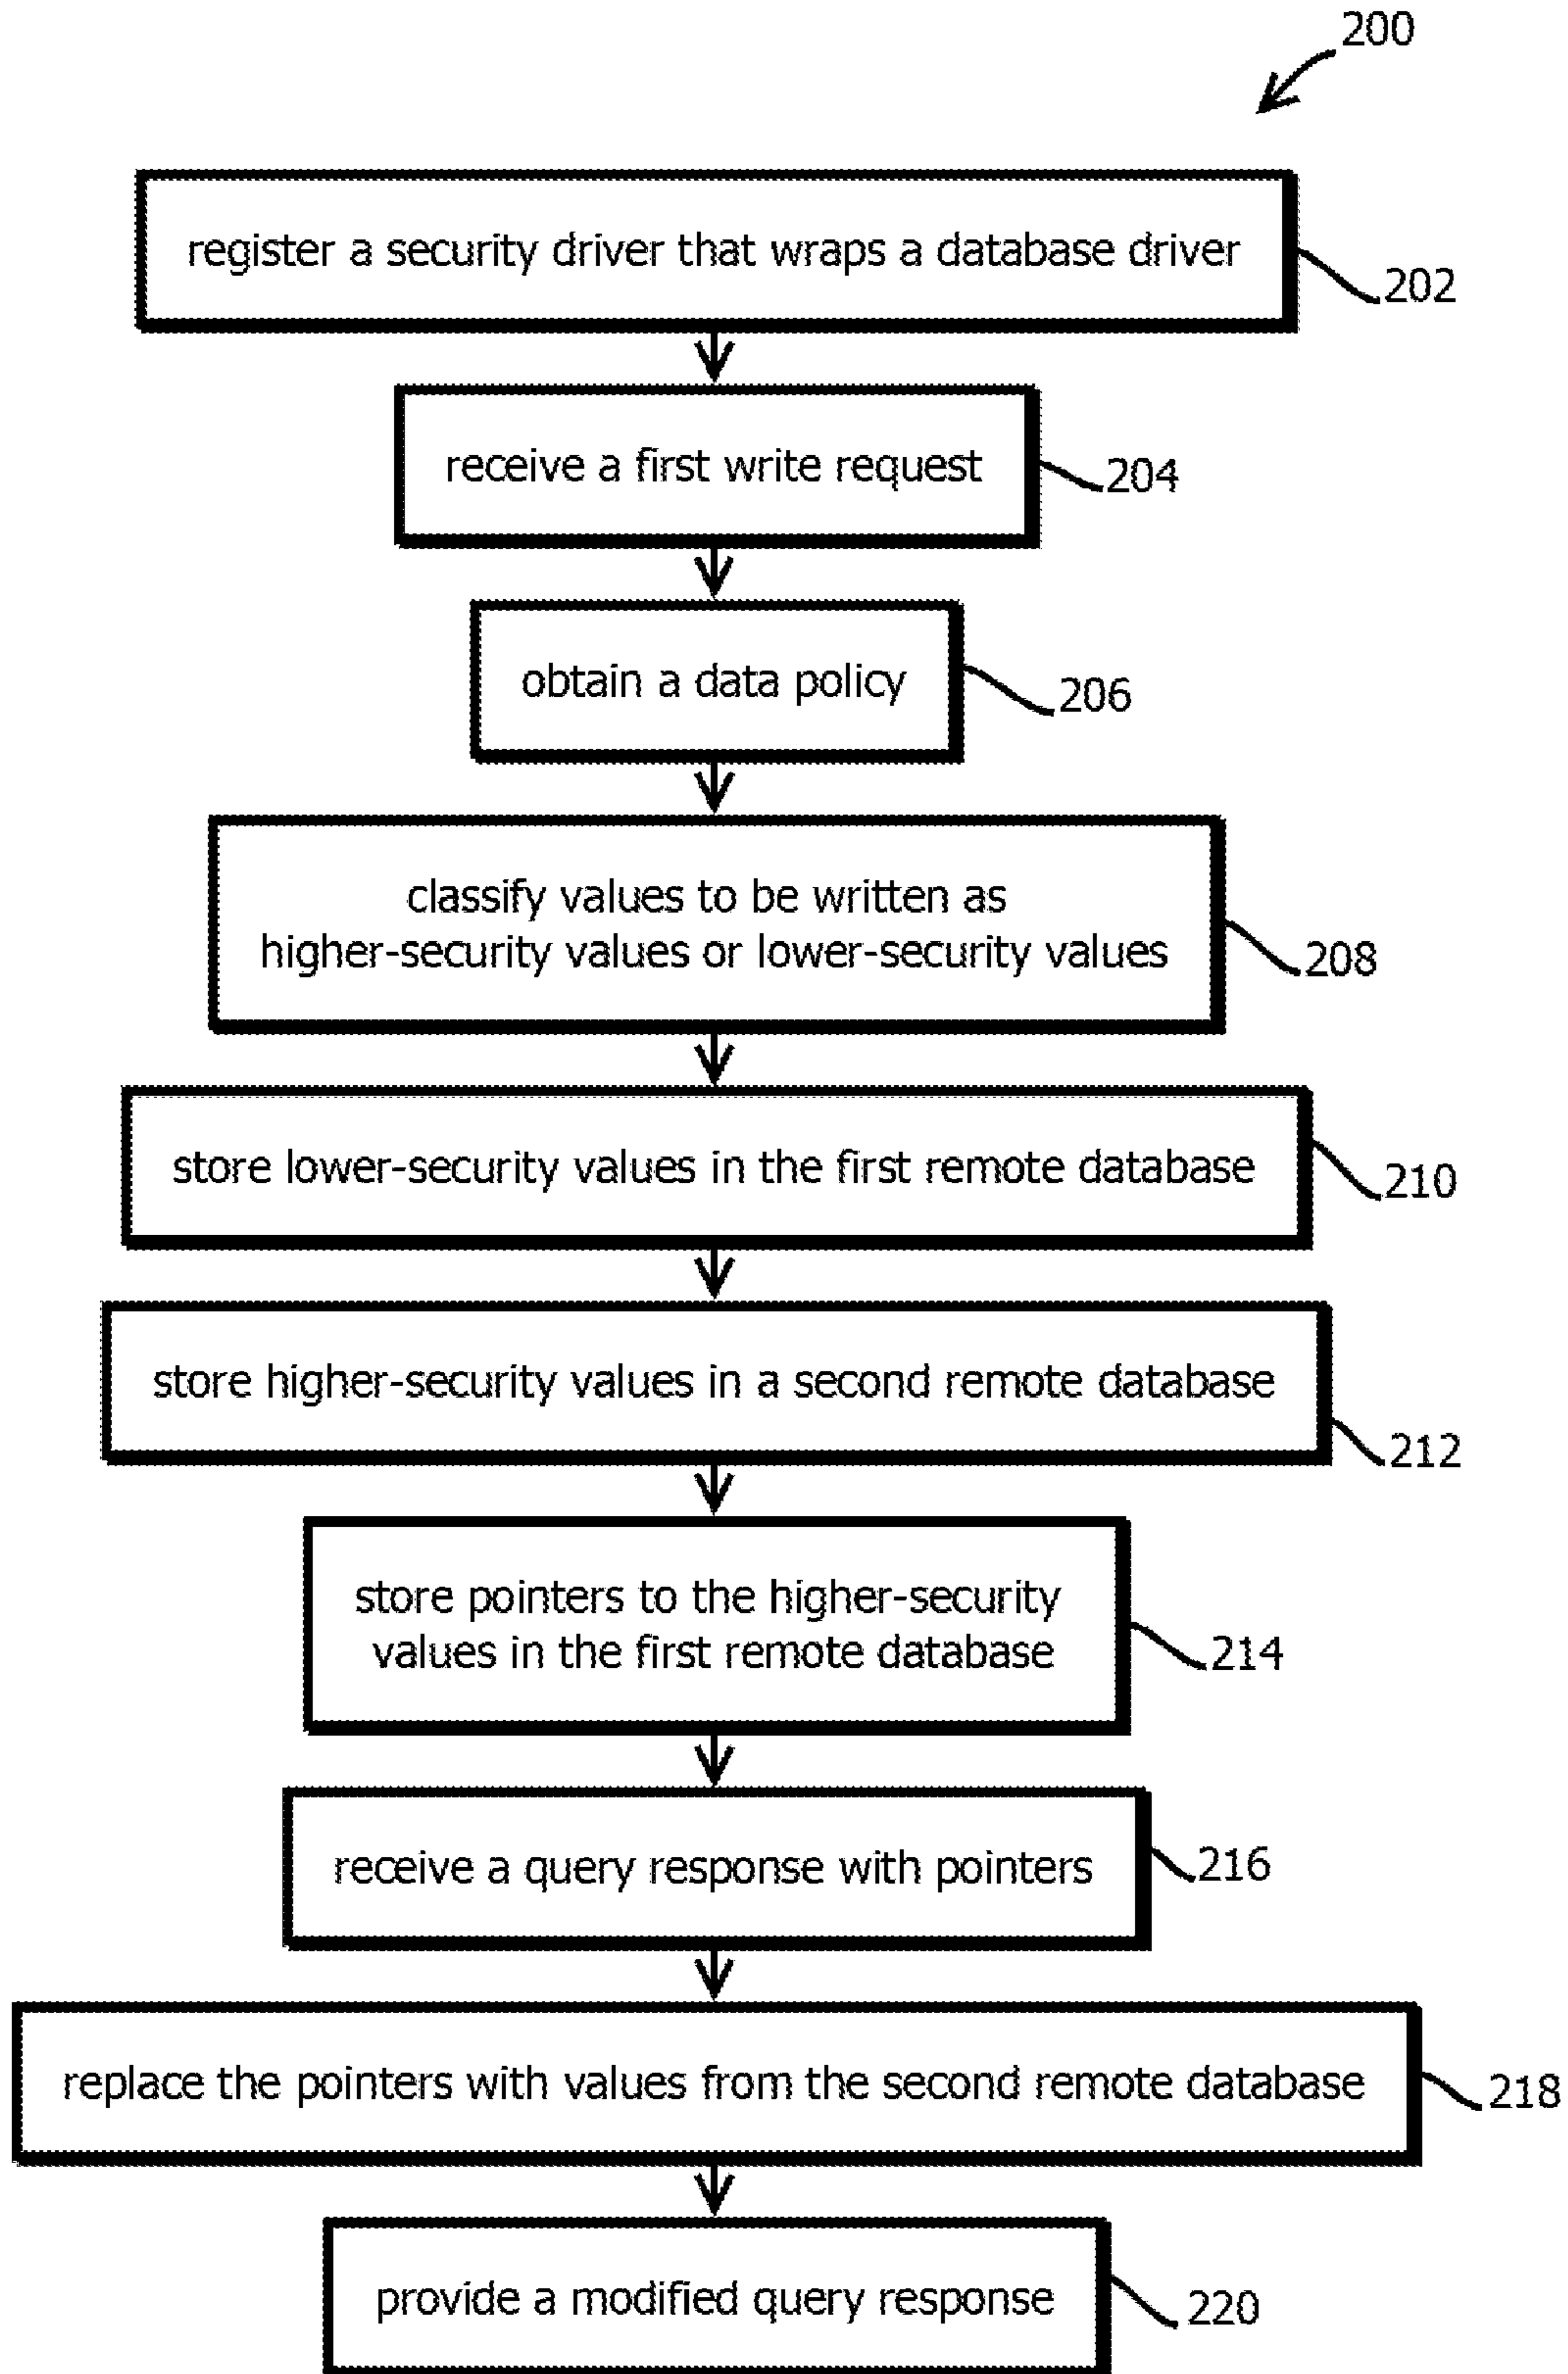 200
register a security driver that wraps a database driver
202
receive a first write request
204
obtain a data policy
206
classify values to be written as
higher-security values or lower-security values
208
store lower-security values in the first remote database
210
store higher-security values in a second remote database
212
store pointers to the higher-security
values in the first remote database
214
receive a query response with pointers
216
replace the pointers with values from the second remote database
218
provide a modified query response
220